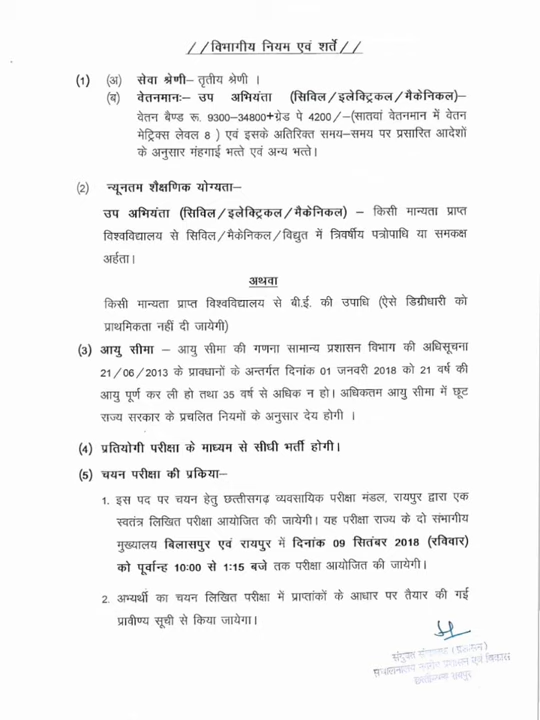 //विभागीय नियम एवं शर्ते//
(1) (अ) सेवा श्रेणी– तृतीय श्रेणी ।
(ब) वेतनमानः– उप अभियंता (सिविल/इलेक्ट्रिकल/मैकेनिकल)–
वेतन बैण्ड रू. 9300–34800+ग्रेड पे 4200/–(सातवां वेतनमान में वेतन
मेट्रिक्स लेवल 8 ) एवं इसके अतिरिक्त समय–समय पर प्रसारित आदेशों
के अनुसार मंहगाई भत्ते एवं अन्य भत्ते।
(2) न्यूनतम शैक्षणिक योग्यता–
उप अभियंता (सिविल/इलेक्ट्रिकल/मैकेनिकल) – किसी मान्यता प्राप्त
विश्वविद्यालय से सिविल/मैकेनिकल/विद्युत में त्रिवर्षीय पत्रोपाधि या समकक्ष
अर्हता।
अथवा
किसी मान्यता प्राप्त विश्वविद्यालय से बी.ई. की उपाधि (ऐसे डिग्रीधारी को
प्राथमिकता नहीं दी जायेगी)
(3) आयु सीमा – आयु सीमा की गणना सामान्य प्रशासन विभाग की अधिसूचना
21/06/2013 के प्रावधानों के अन्तर्गत दिनांक 01 जनवरी 2018 को 21 वर्ष की
आयु पूर्ण कर ली हो तथा 35 वर्ष से अधिक न हो। अधिकतम आयु सीमा में छूट
राज्य सरकार के प्रचलित नियमों के अनुसार देय होगी ।
(4) प्रतियोगी परीक्षा के माध्यम से सीधी भर्ती होगी।
(5) चयन परीक्षा की प्रकिया–
1. इस पद पर चयन हेतु छत्तीसगढ़ व्यवसायिक परीक्षा मंडल, रायपुर द्वारा एक
स्वतंत्र लिखित परीक्षा आयोजित की जायेगी। यह परीक्षा राज्य के दो संभागीय
मुख्यालय बिलासपुर एवं रायपुर में दिनांक 09 सितंबर 2018 (रविवार)
को पूर्वान्ह 10:00 से 1:15 बजे तक परीक्षा आयोजित की जायेगी।
2. अभ्यर्थी का चयन लिखित परीक्षा में प्राप्तांकों के आधार पर तैयार की गई
प्रावीण्य सूची से किया जायेगा।
संयुक्त
एवं विकास
रायपुर